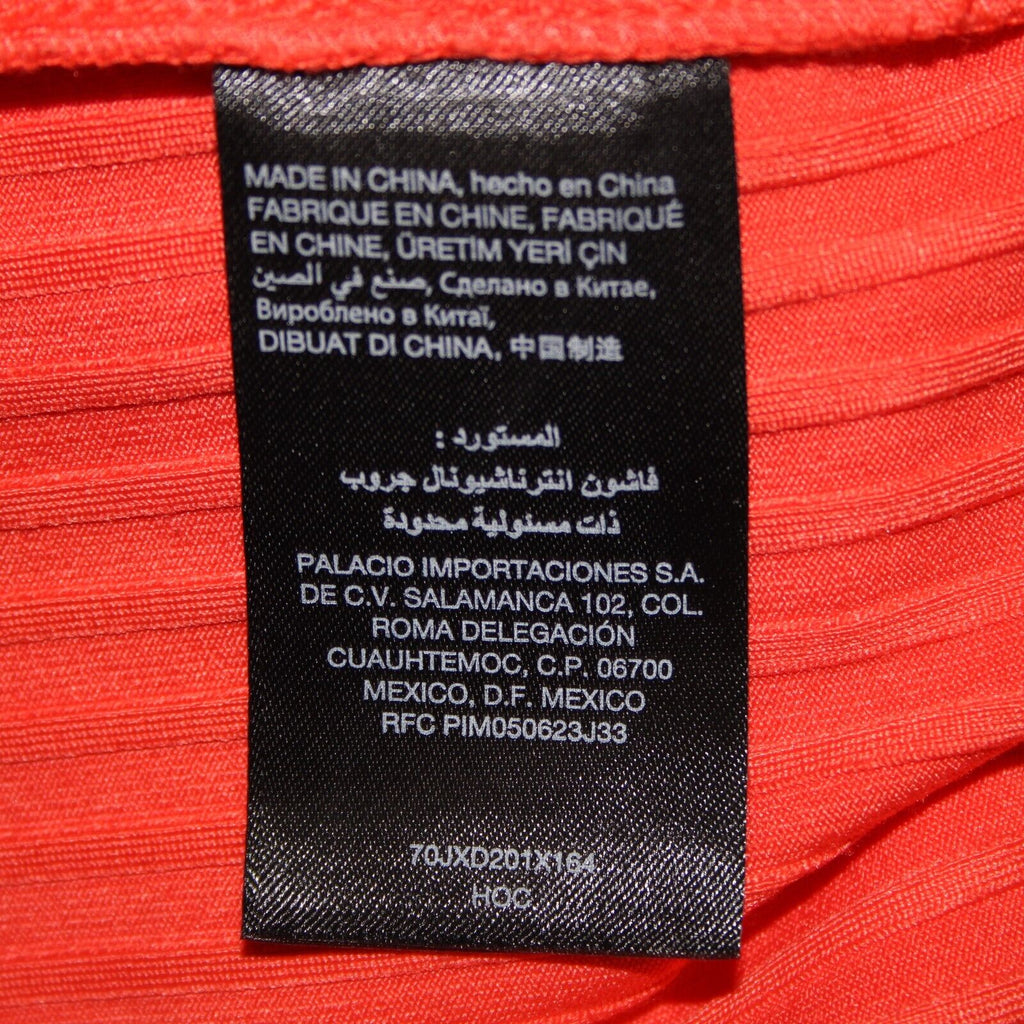 MADE IN CHINA, hecho en China
FABRIQUE EN CHINE, FABRIQUÉ
EN CHINE, ÜRETİM YERİ ÇİN
صنع في الصين, Сделано в Китае,
Вироблено в Китаї,
DIBUAT DI CHINA, 中国制造
المستورد :
فاشون انترناشيونال جروب
ذات مسئولية محدودة
PALACIO IMPORTACIONES S.A.
DE C.V. SALAMANCA 102, COL.
ROMA DELEGACIÓN
CUAUHTEMOC, C.P. 06700
MEXICO, D.F. MEXICO
RFC PIM050623J33
70JXD201X164
HOC